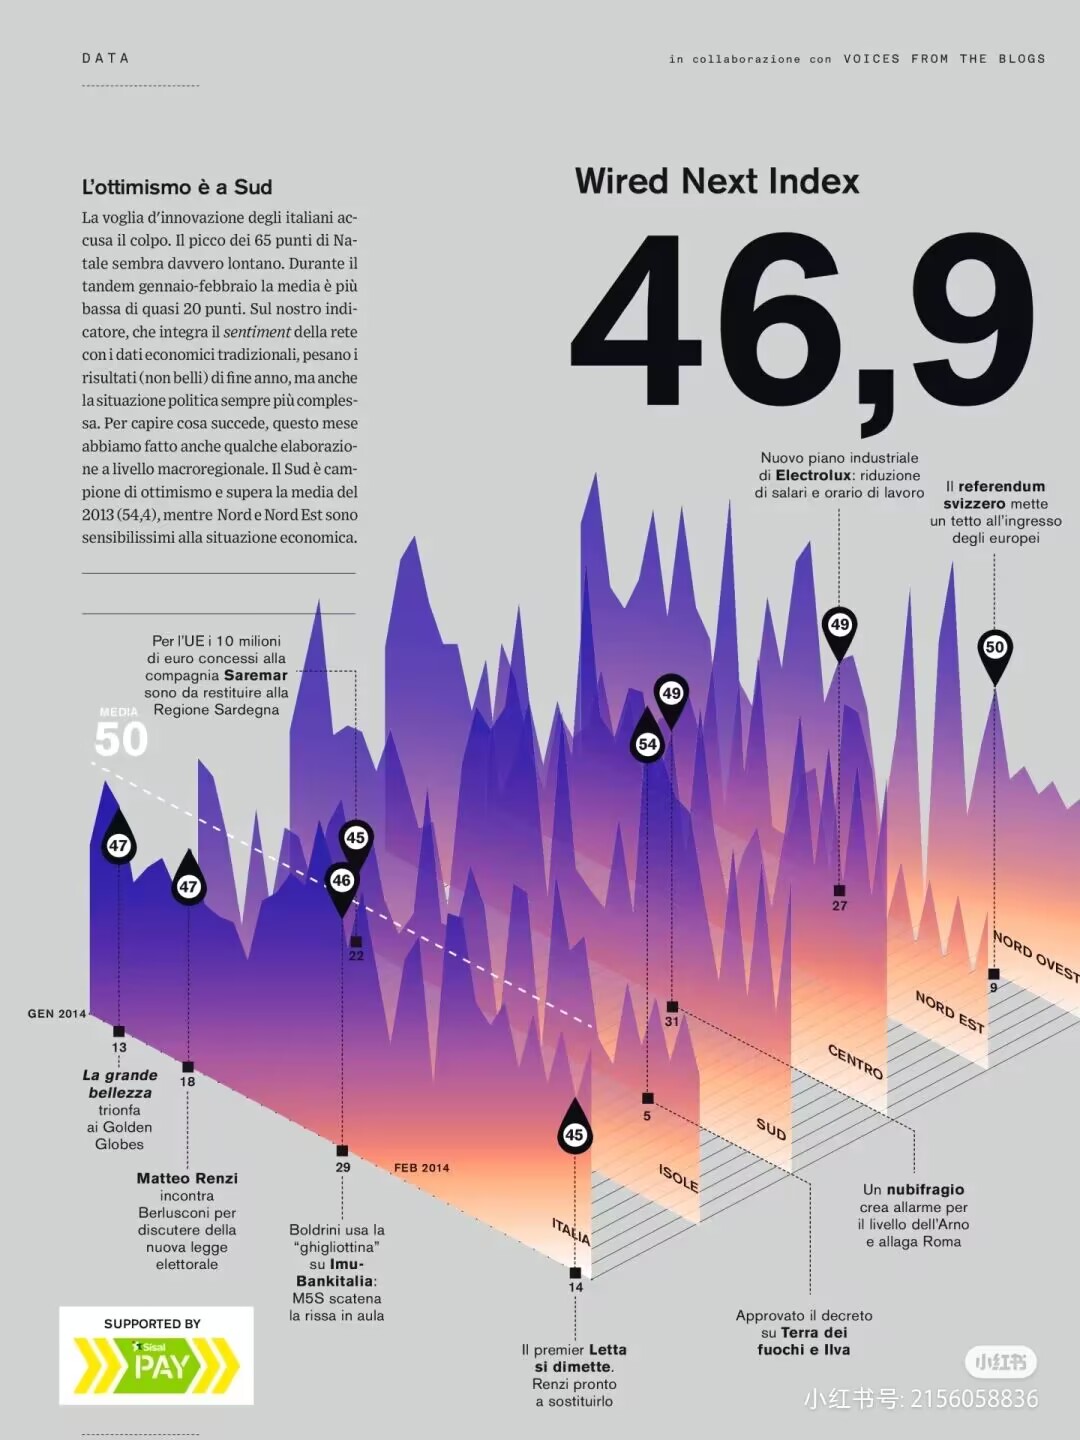 DATA
in collaborazione con VOICES FROM THE BLOGS
L'ottimismo è a Sud
La voglia d'innovazione degli italiani ac-
cusa il colpo. Il picco dei 65 punti di Na-
tale sembra davvero lontano. Durante il
tandem gennaio-febbraio la media è più
bassa di quasi 20 punti. Sul nostro indi-
catore, che integra il sentiment della rete
con i dati economici tradizionali, pesano i
risultati (non belli) di fine anno, ma anche
la situazione politica sempre più comples-
sa. Per capire cosa succede, questo mese
abbiamo fatto anche qualche elaborazio-
ne a livello macroregionale. Il Sud è cam-
pione di ottimismo e supera la media del
2013 (54,4), mentre Nord e Nord Est sono
sensibilissimi alla situazione economica.
Wired Next Index
46,9
Nuovo piano industriale
di Electrolux: riduzione
di salari e orario di lavoro
Il referendum
svizzero mette
un tetto all'ingresso
degli europei
Per l'UE i 10 milioni
di euro concessi alla
compagnia Saremar
sono da restituire alla
Regione Sardegna
MEDIA
50
49
50
49
54
47
47
45
46
45
22
27
9
31
5
GEN 2014
13
18
29
FEB 2014
14
NORD OVEST
NORD EST
CENTRO
SUD
ISOLE
ITALIA
La grande
bellezza
trionfa
ai Golden
Globes
Matteo Renzi
incontra
Berlusconi per
discutere della
nuova legge
elettorale
Boldrini usa la
“ghigliottina”
su Imu-
Bankitalia:
M5S scatena
la rissa in aula
Il premier Letta
si dimette.
Renzi pronto
a sostituirlo
Approvato il decreto
su Terra dei
fuochi e Ilva
Un nubifragio
crea allarme per
il livello dell'Arno
e allaga Roma
SUPPORTED BY
Sisal
PAY
小红书
小红书号: 2156058836